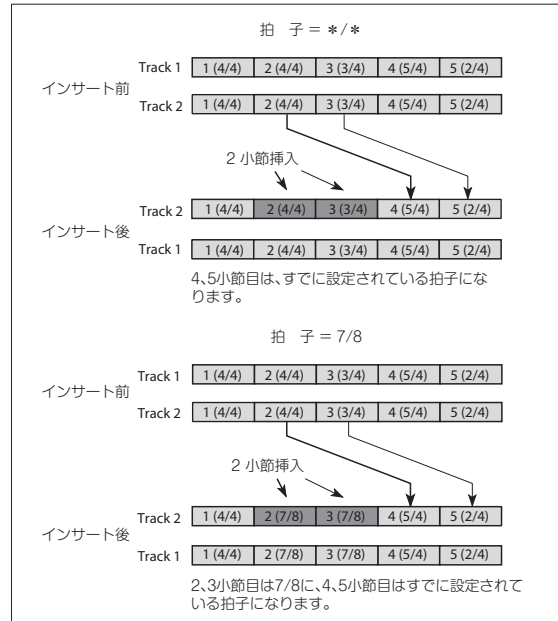 拍 子 = */*
Track 1 1 (4/4) 2 (4/4) 3 (3/4) 4 (5/4) 5 (2/4)
インサート前
Track 2 1 (4/4) 2 (4/4) 3 (3/4) 4 (5/4) 5 (2/4)
2 小節挿入
Track 2 1 (4/4) 2 (4/4) 3 (3/4) 4 (5/4) 5 (2/4)
インサート後
Track 1 1 (4/4) 2 (4/4) 3 (3/4) 4 (5/4) 5 (2/4)
4、5小節目は、すでに設定されている拍子にな
ります。
拍 子 = 7/8
Track 1 1 (4/4) 2 (4/4) 3 (3/4) 4 (5/4) 5 (2/4)
インサート前
Track 2 1 (4/4) 2 (4/4) 3 (3/4) 4 (5/4) 5 (2/4)
2 小節挿入
Track 2 1 (4/4) 2 (7/8) 3 (7/8) 4 (5/4) 5 (2/4)
インサート後
Track 1 1 (4/4) 2 (7/8) 3 (7/8) 4 (5/4) 5 (2/4)
2、3小節目は7/8に、4、5小節目はすでに設定されて
いる拍子になります。